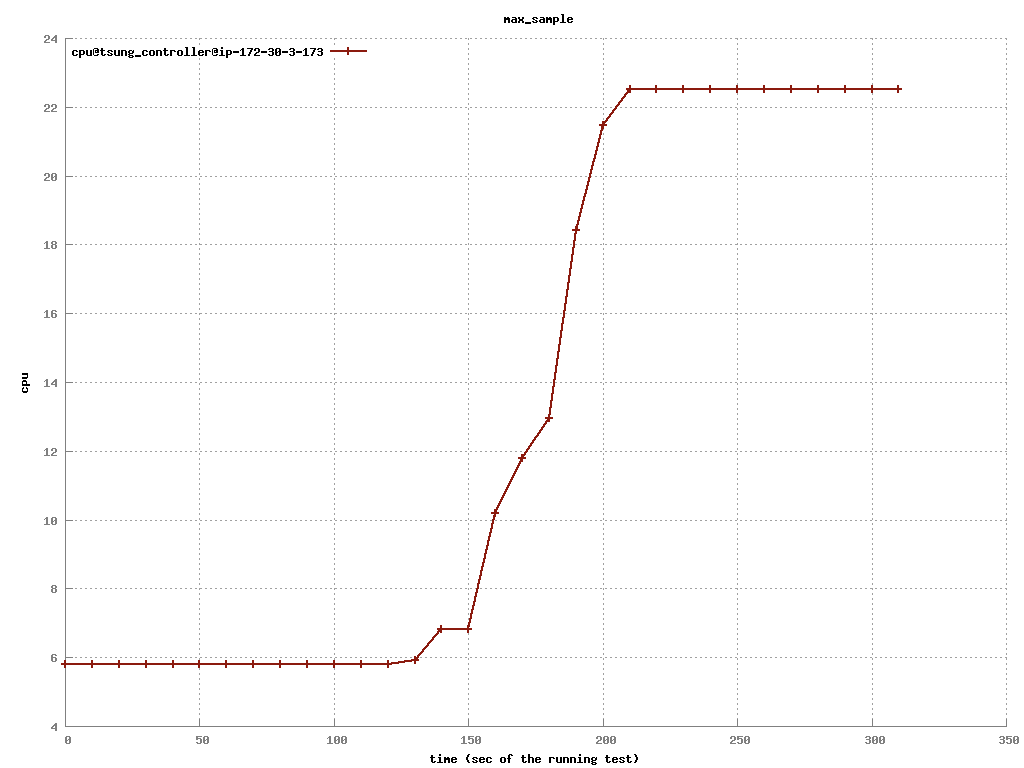 max_sample
cpu@tsung_controller@ip-172-30-3-173
24
22
20
18
16
14
12
10
8
6
4
cpu
0 50 100 150 200 250 300 350
time (sec of the running test)